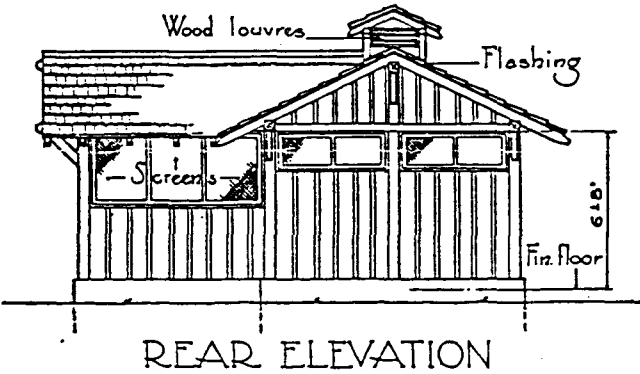 Wood louvres
Flashing
Screens
6'-8"
Fin. floor
REAR ELEVATION